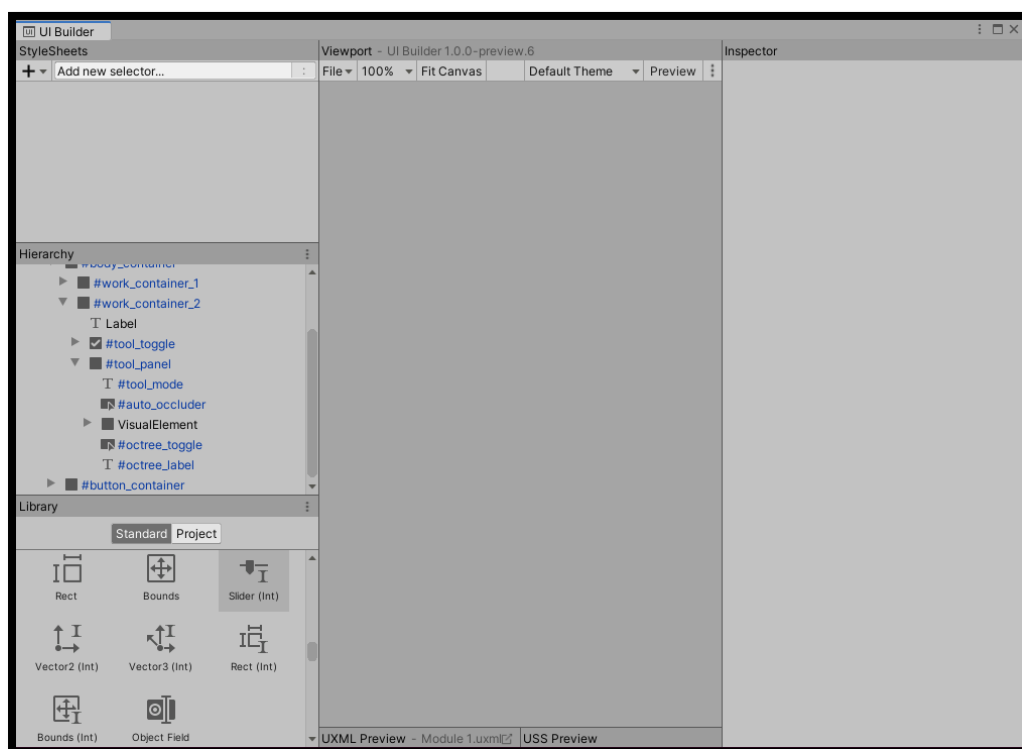 UI Builder
StyleSheets
Add new selector...
Viewport - UI Builder 1.0.0-preview.6
File 100% Fit Canvas Default Theme Preview
Inspector
Hierarchy
#body_container
#work_container_1
#work_container_2
Label
#tool_toggle
#tool_panel
#tool_mode
#auto_occluder
VisualElement
#octree_toggle
#octree_label
#button_container
Library
Standard Project
Rect Bounds Slider (Int)
Vector2 (Int) Vector3 (Int) Rect (Int)
Bounds (Int) Object Field
UXML Preview - Module 1.uxml USS Preview